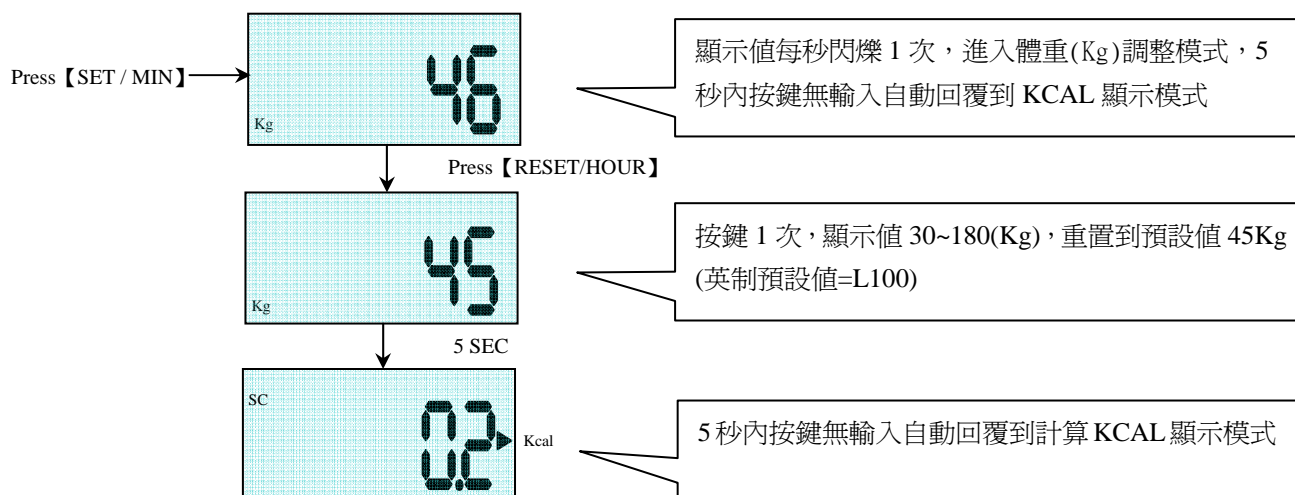 Press【SET / MIN】
46
Kg
顯示值每秒閃爍 1 次，進入體重(Kg)調整模式，5
秒內按鍵無輸入自動回覆到 KCAL 顯示模式
Press【RESET/HOUR】
45
Kg
按鍵 1 次，顯示值 30~180(Kg)，重置到預設值 45Kg
(英制預設值=L100)
5 SEC
SC
0.2
Kcal
5 秒內按鍵無輸入自動回覆到計算 KCAL 顯示模式